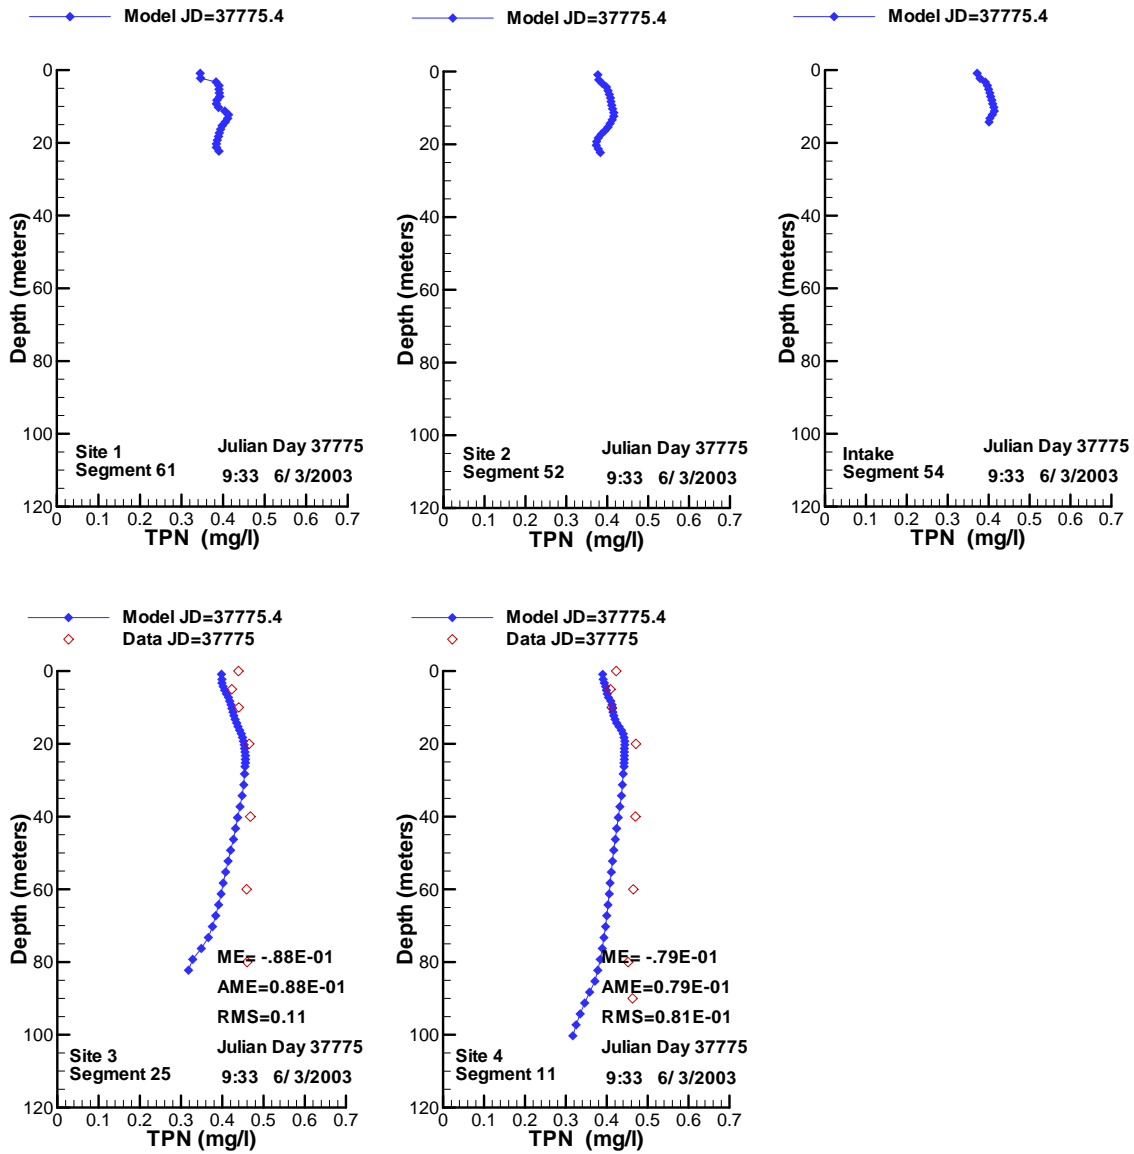 Model JD=37775.4
0
20
40
60
80
100
120
Depth (meters)
Site 1
Segment 61
Julian Day 37775
9:33 6/ 3/2003
0 0.1 0.2 0.3 0.4 0.5 0.6 0.7
TPN (mg/l)
Model JD=37775.4
0
20
40
60
80
100
120
Depth (meters)
Site 2
Segment 52
Julian Day 37775
9:33 6/ 3/2003
0 0.1 0.2 0.3 0.4 0.5 0.6 0.7
TPN (mg/l)
Model JD=37775.4
0
20
40
60
80
100
120
Depth (meters)
Intake
Segment 54
Julian Day 37775
9:33 6/ 3/2003
0 0.1 0.2 0.3 0.4 0.5 0.6 0.7
TPN (mg/l)
Model JD=37775.4
Data JD=37775
0
20
40
60
80
100
120
Depth (meters)
ME= -.88E-01
AME=0.88E-01
RMS=0.11
Site 3
Segment 25
Julian Day 37775
9:33 6/ 3/2003
0 0.1 0.2 0.3 0.4 0.5 0.6 0.7
TPN (mg/l)
Model JD=37775.4
Data JD=37775
0
20
40
60
80
100
120
Depth (meters)
ME= -.79E-01
AME=0.79E-01
RMS=0.81E-01
Site 4
Segment 11
Julian Day 37775
9:33 6/ 3/2003
0 0.1 0.2 0.3 0.4 0.5 0.6 0.7
TPN (mg/l)